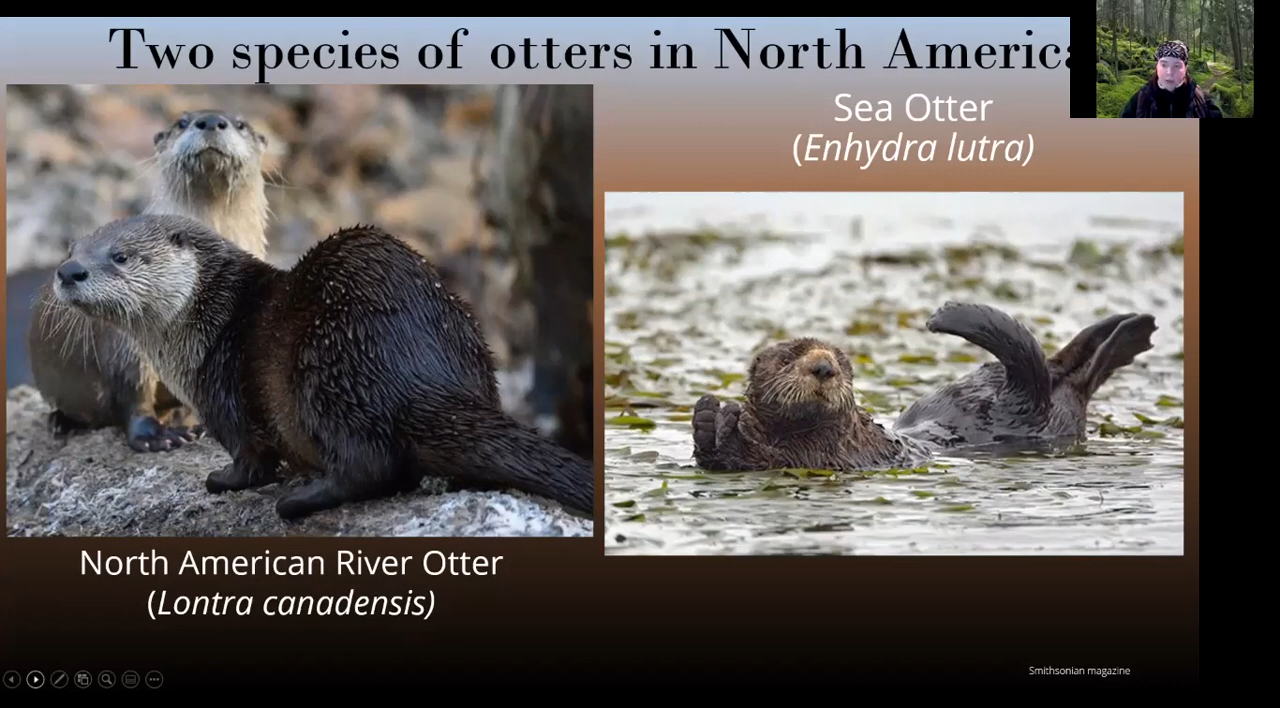 Two species of otters in North America
Sea Otter
(Enhydra lutra)
North American River Otter
(Lontra canadensis)
Smithsonian magazine